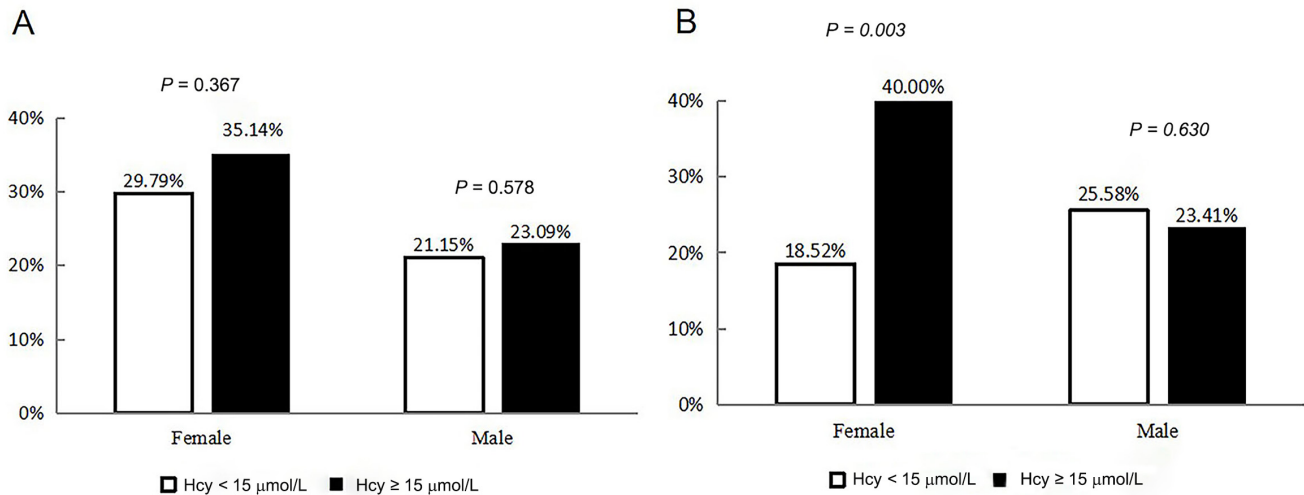 A
P = 0.367
40%
35.14%
30%
29.79%
P = 0.578
20%
21.15%
23.09%
10%
0%
Female
Male
Hcy < 15 μmol/L
Hcy ≥ 15 μmol/L
B
P = 0.003
40%
40.00%
P = 0.630
30%
25.58%
23.41%
20%
18.52%
10%
0%
Female
Male
Hcy < 15 μmol/L
Hcy ≥ 15 μmol/L